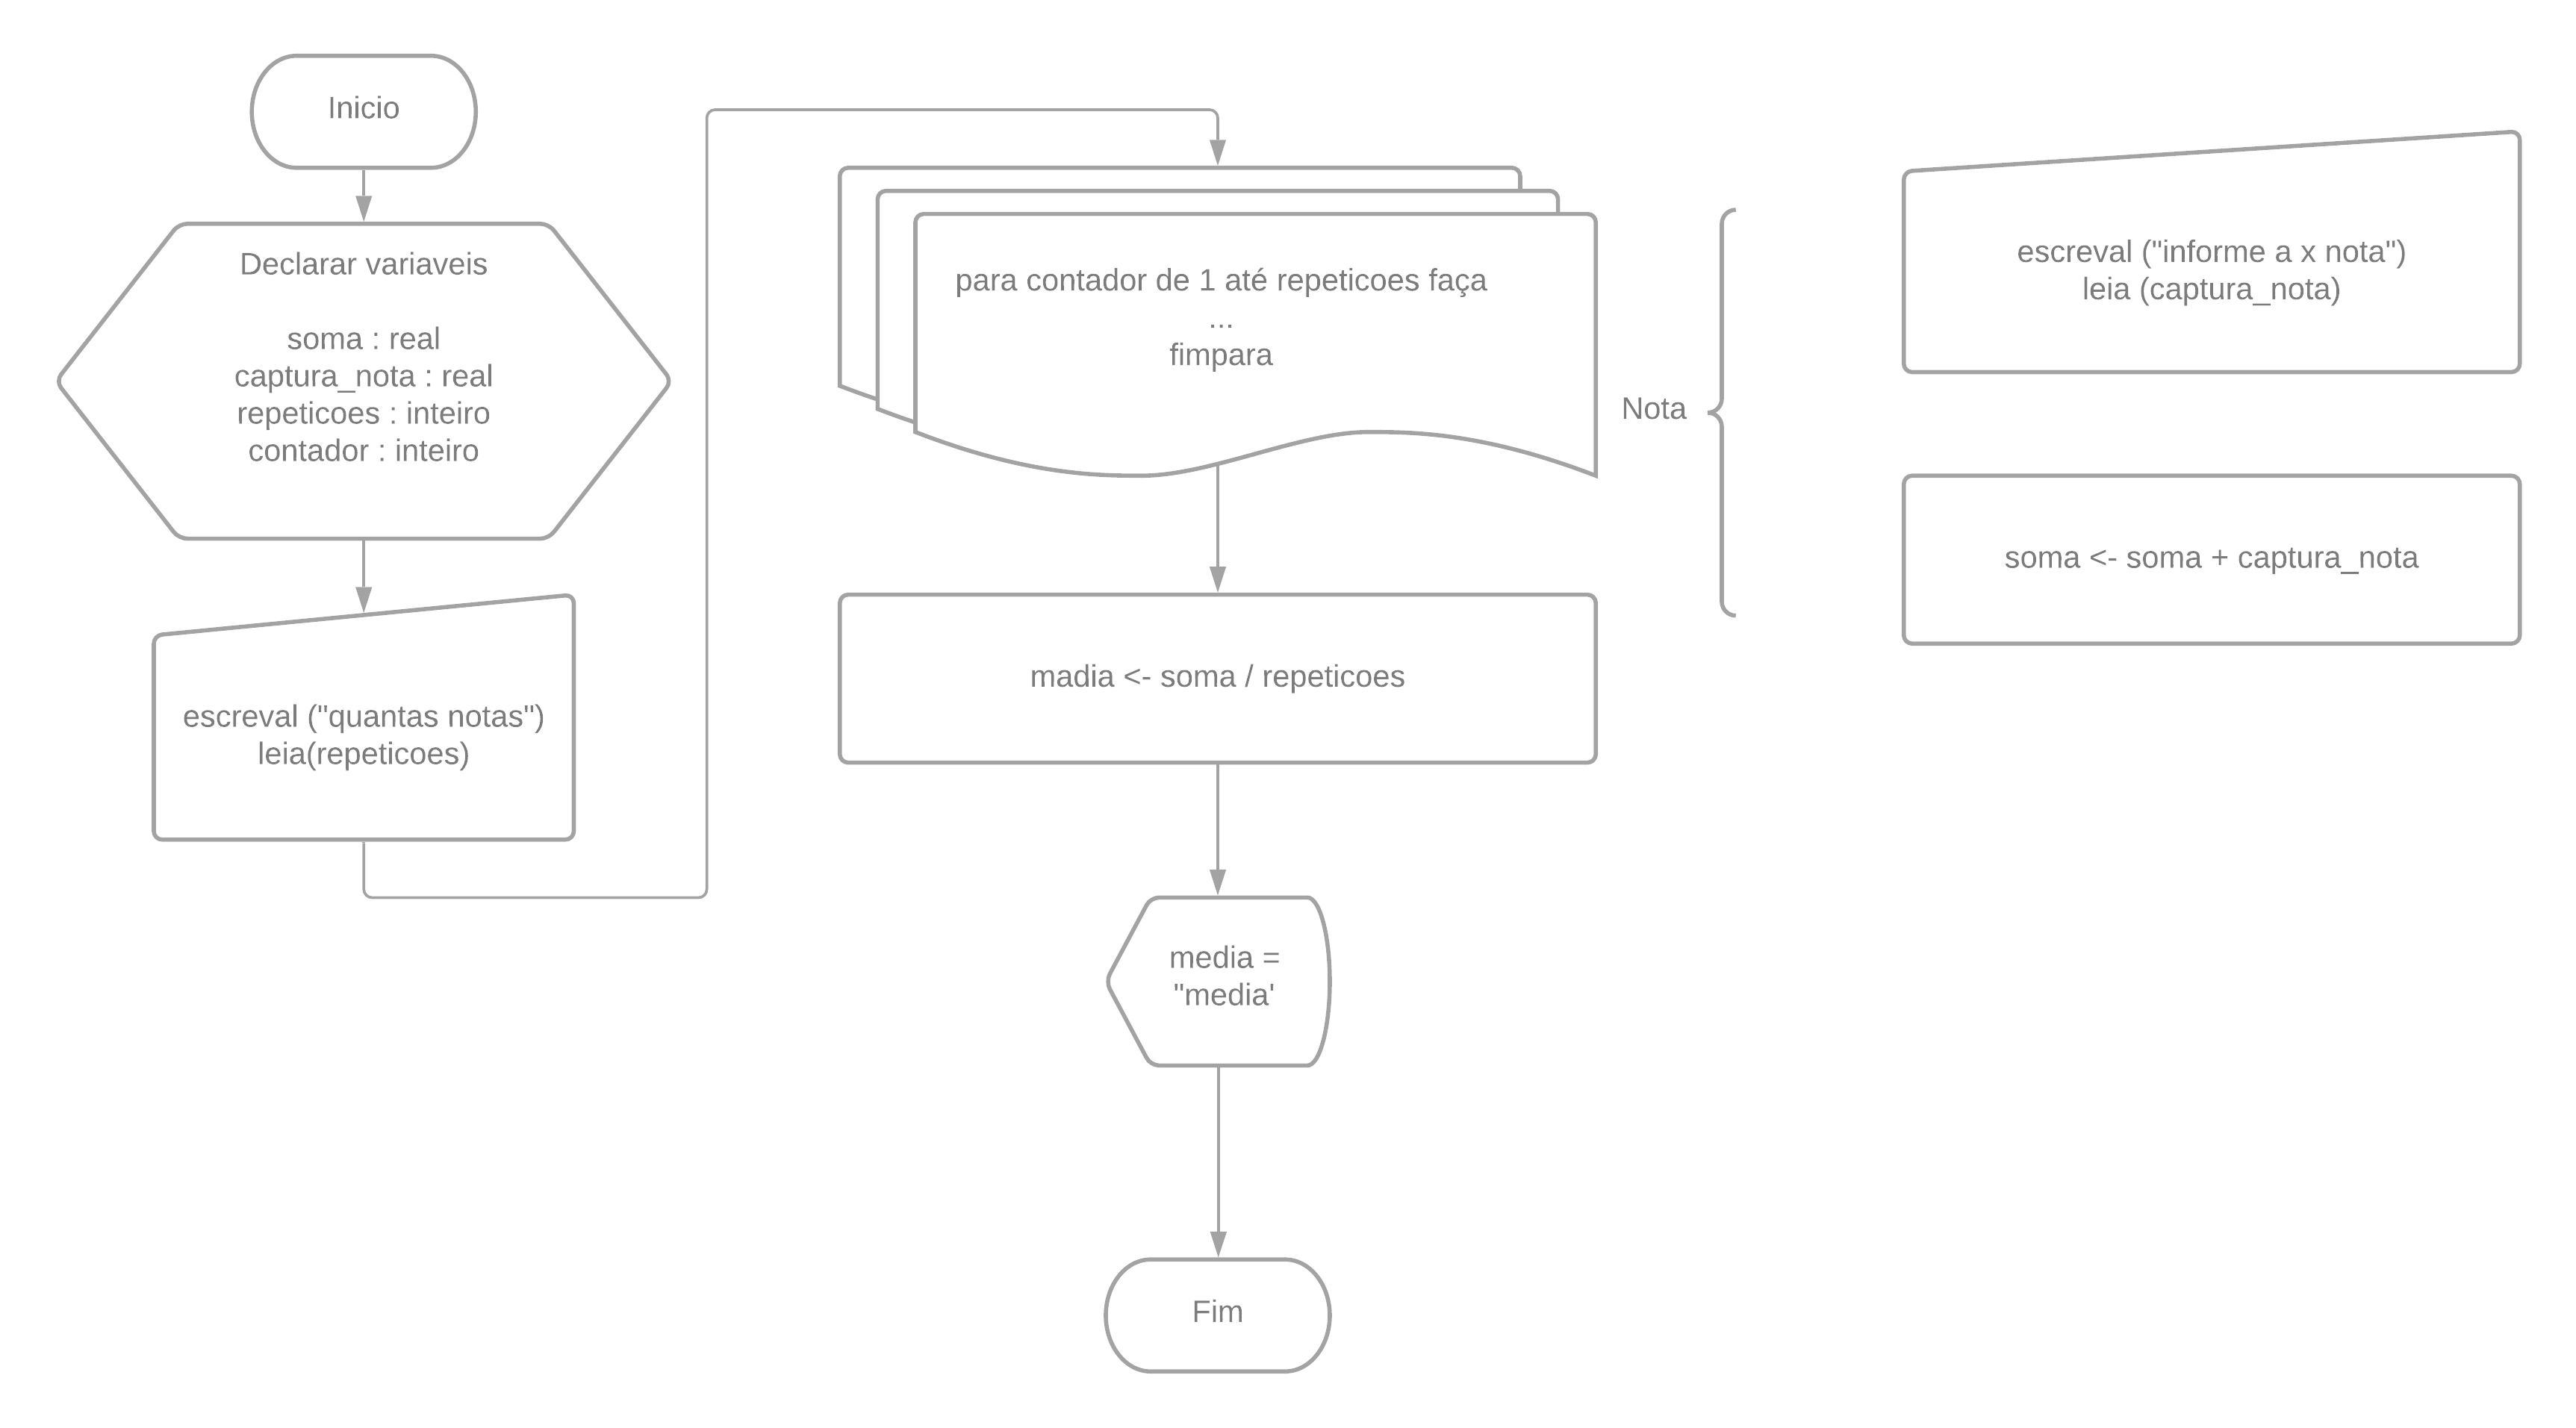 Inicio
Declarar variaveis
soma : real
captura_nota : real
repeticoes : inteiro
contador : inteiro
escreval ("quantas notas")
leia(repeticoes)
para contador de 1 até repeticoes faça
...
fimpara
madia <- soma / repeticoes
media =
"media'
Fim
Nota
escreval ("informe a x nota")
leia (captura_nota)
soma <- soma + captura_nota